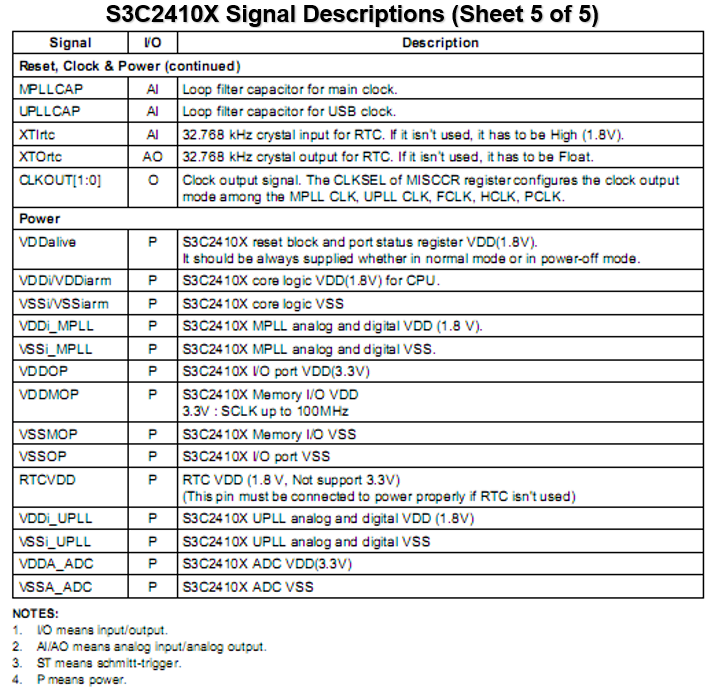 S3C2410X Signal Descriptions (Sheet 5 of 5)
Signal I/O Description
Reset, Clock & Power (continued)
MPLLCAP AI Loop filter capacitor for main clock.
UPLLCAP AI Loop filter capacitor for USB clock.
XTIrtc AI 32.768 kHz crystal input for RTC. If it isn't used, it has to be High (1.8V).
XTOrtc AO 32.768 kHz crystal output for RTC. If it isn't used, it has to be Float.
CLKOUT[1:0] O Clock output signal. The CLKSEL of MISCCR register configures the clock output
mode among the MPLL CLK, UPLL CLK, FCLK, HCLK, PCLK.
Power
VDDalive P S3C2410X reset block and port status register VDD(1.8V).
It should be always supplied whether in normal mode or in power-off mode.
VDDi/VDDiarm P S3C2410X core logic VDD(1.8V) for CPU.
VSSi/VSSiarm P S3C2410X core logic VSS
VDDi_MPLL P S3C2410X MPLL analog and digital VDD (1.8 V).
VSSi_MPLL P S3C2410X MPLL analog and digital VSS.
VDDOP P S3C2410X I/O port VDD(3.3V)
VDDMOP P S3C2410X Memory I/O VDD
3.3V : SCLK up to 100MHz
VSSMOP P S3C2410X Memory I/O VSS
VSSOP P S3C2410X I/O port VSS
RTCVDD P RTC VDD (1.8 V, Not support 3.3V)
(This pin must be connected to power properly if RTC isn't used)
VDDi_UPLL P S3C2410X UPLL analog and digital VDD (1.8V)
VSSi_UPLL P S3C2410X UPLL analog and digital VSS
VDDA_ADC P S3C2410X ADC VDD(3.3V)
VSSA_ADC P S3C2410X ADC VSS
NOTES:
1. I/O means input/output.
2. AI/AO means analog input/analog output.
3. ST means schmitt-trigger.
4. P means power.